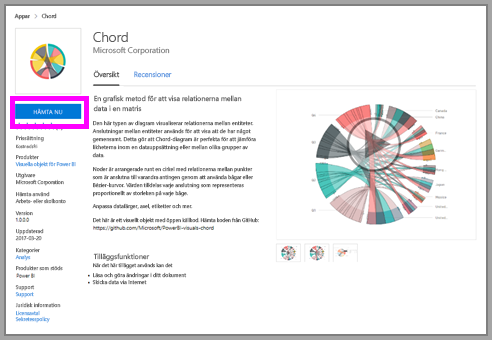 Appar > Chord
Chord
Microsoft Corporation
Översikt
Recensioner
HÄMTA NU
Prissättning
Kostnadsfri
Produkter
Visuella objekt för Power BI
Utgivare
Microsoft Corporation
Hämta använd
Arbets- eller skolkonto
Version
1.0.0.0
Uppdaterad
2017-03-20
Kategorier
Analys
Produkter som stöds
Power BI
Support
Support
Juridisk information
Licensavtal
Sekretesspolicy
En grafisk metod för att visa relationerna mellan
data i en matris
Den här typen av diagram visualiserar relationerna mellan entiteter.
Anslutningar mellan entiteter används för att visa att de har något
gemensamt. Detta gör att Chord-diagram är perfekta för att jämföra
likheterna inom en datauppsättning eller mellan olika grupper av
data.
Noder är arrangerade runt en cirkel med relationerna mellan punkter
som är anslutna till varandra antingen genom att använda bågar eller
Bézier-kurvor. Värden tilldelas varje anslutning som representeras
proportionellt av storleken på varje båge.
Anpassa datafärger, axel, etiketter och mer.
Det här är ett visuellt objekt med öppen källkod. Hämta koden från GitHub:
https://github.com/Microsoft/PowerBI-visuals-chord
Tilläggsfunktioner
När det här tillägget används kan det
• Läsa och göra ändringar i ditt dokument
• Skicka data via Internet
Canada
China
France
Germany
Japan
Mexico